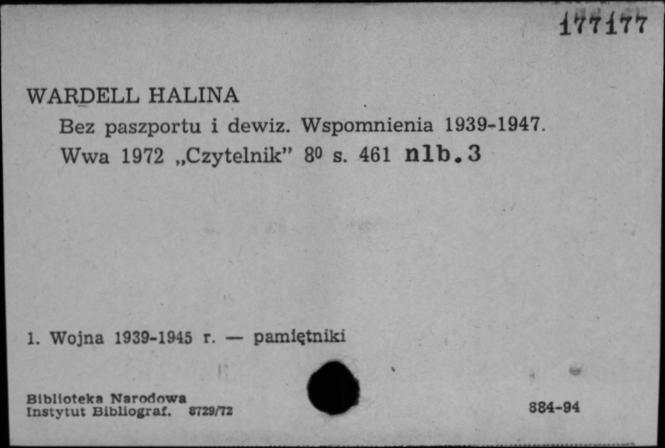 177177
WARDELL HALINA
Bez paszportu i dewiz. Wspomnienia 1939-1947.
Wwa 1972 „Czytelnik” 8⁰ s. 461 nlb.3
1. Wojna 1939-1945 r. — pamiętniki
Biblioteka Narodowa
Instytut Bibliograf. 8729/72
884-94